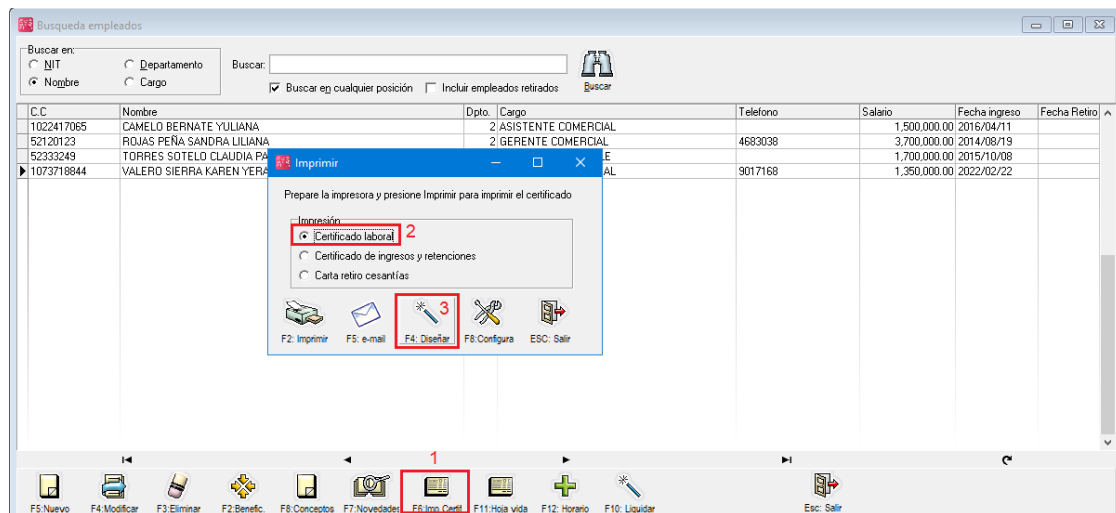 Busqueda empleados
Buscar en:
NIT Departamento
Nombre Cargo
Buscar:
Buscar en cualquier posición Incluir empleados retirados
Buscar
C.C Nombre Dpto. Cargo Telefono Salario Fecha ingreso Fecha Retiro
1022417065 CAMELO BERNATE YULIANA 2 ASISTENTE COMERCIAL 1,500,000.00 2016/04/11
52120123 ROJAS PEÑA SANDRA LILIANA 2 GERENTE COMERCIAL 4683038 3,700,000.00 2014/08/19
52333249 TORRES SOTELO CLAUDIA PA LE 1,700,000.00 2015/10/08
1073718844 VALERO SIERRA KAREN YERA AL 9017168 1,350,000.00 2022/02/22
Imprimir
Prepare la impresora y presione Imprimir para imprimir el certificado
Impresión
Certificado laboral 2
Certificado de ingresos y retenciones
Carta retiro cesantías
3
F2: Imprimir F5: e-mail F4: Diseñar F8:Configura ESC: Salir
1
F5:Nuevo F4:Modificar F3:Eliminar F2:Benefic. F8:Conceptos F7:Novedades F6:Imp.Certif. F11:Hoja vida F12: Horario F10: Liquidar Esc: Salir